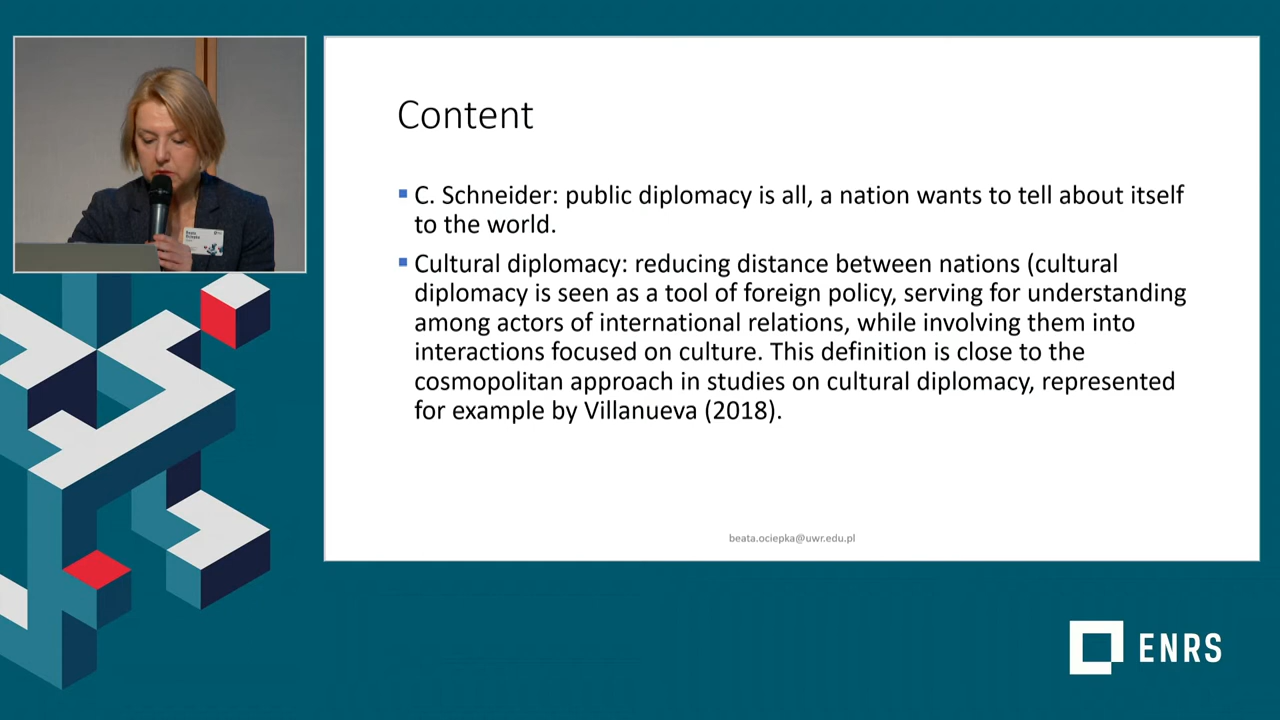 Content
C. Schneider: public diplomacy is all, a nation wants to tell about itself
to the world.
Cultural diplomacy: reducing distance between nations (cultural
diplomacy is seen as a tool of foreign policy, serving for understanding
among actors of international relations, while involving them into
interactions focused on culture. This definition is close to the
cosmopolitan approach in studies on cultural diplomacy, represented
for example by Villanueva (2018).
beata.ociepka@uwr.edu.pl
Beata
Ociepka
ENRS